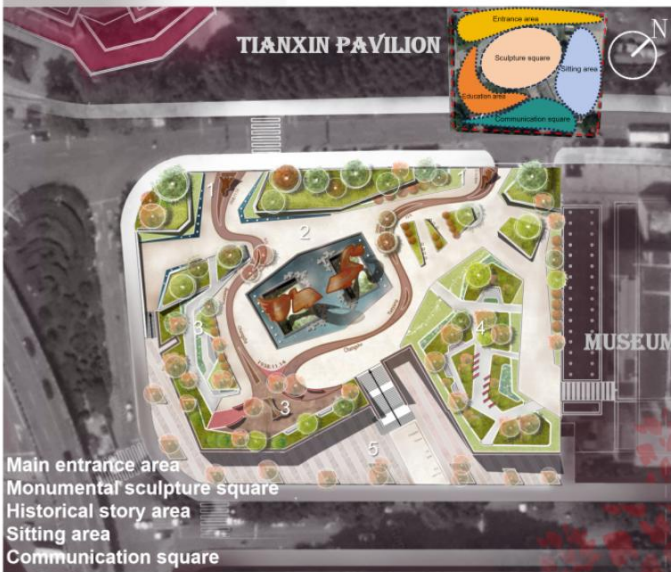 TIANXIN PAVILION
Entrance area
Sculpture square
Sitting area
Education area
Communication square
N
1
1
2
3
4
MUSEUM
3
5
Main entrance area
Monumental sculpture square
Historical story area
Sitting area
Communication square